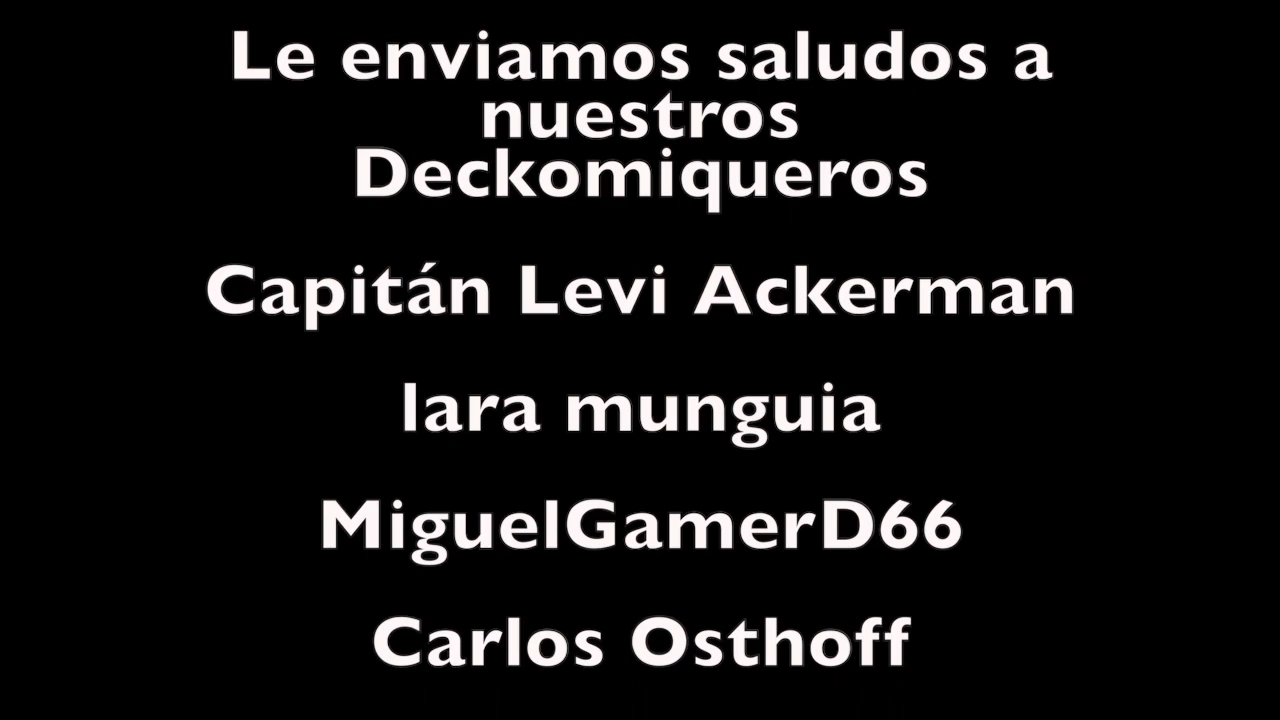 Le enviamos saludos a
nuestros
Deckomiqueros
Capitán Levi Ackerman
lara munguia
MiguelGamerD66
Carlos Osthoff